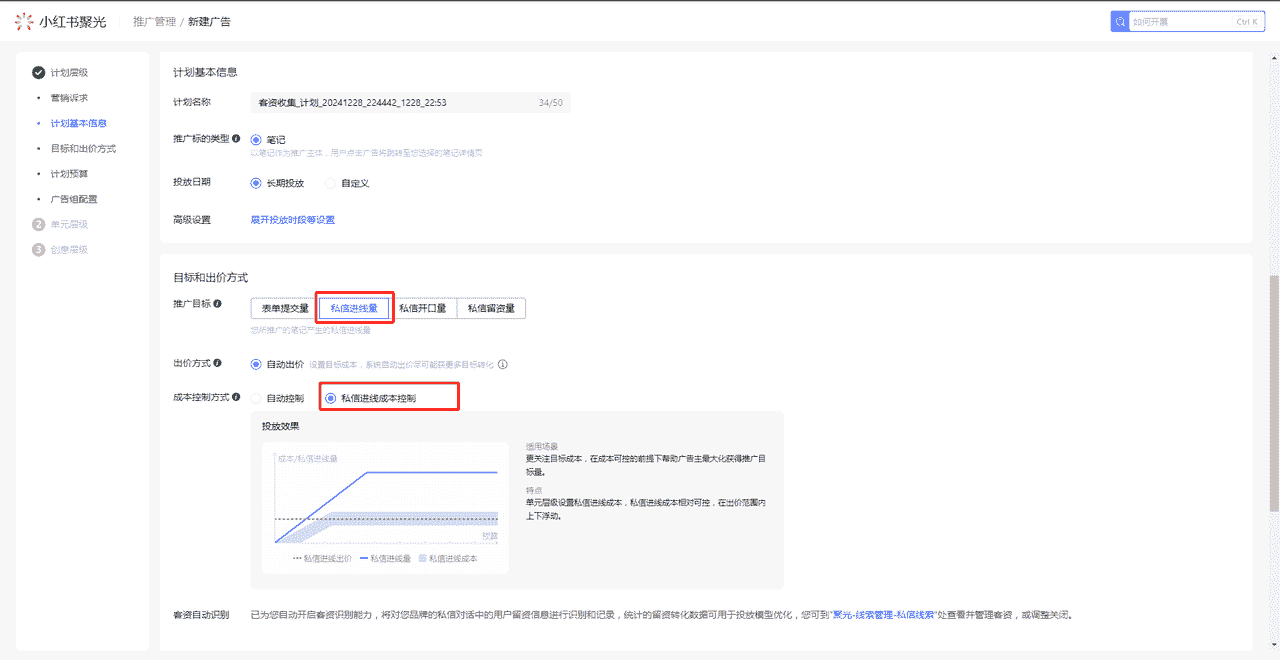 小红书聚光
推广管理 / 新建广告
如何开票 Ctrl K
计划层级
营销诉求
计划基本信息
目标和出价方式
计划预算
广告组配置
2 单元层级
3 创意层级
计划基本信息
计划名称 客资收集_计划_20241228_224442_1228_22:53 34/50
推广标的类型 笔记
以笔记作为推广主体，用户点击广告将跳转至您选择的笔记详情页
投放日期 长期投放 自定义
高级设置 展开投放时段等设置
目标和出价方式
推广目标 表单提交量 私信进线量 私信开口量 私信留资量
您所推广的笔记产生的私信进线量
出价方式 自动出价 设置目标成本，系统自动出价尽可能获更多目标转化
成本控制方式 自动控制 私信进线成本控制
投放效果
成本/私信进线量
预算
私信进线出价 私信进线量 私信进线成本
适用场景
更关注目标成本，在成本可控的前提下帮助广告主最大化获得推广目
标量。
特点
单元层级设置私信进线成本，私信进线成本相对可控，在出价范围内
上下浮动。
客资自动识别 已为您自动开启客资识别能力，将对您品牌的私信对话中的用户留资信息进行识别和记录，统计的留资转化数据可用于投放模型优化，您可到"聚光-线索管理-私信线索"处查看并管理客资，或调整关闭。